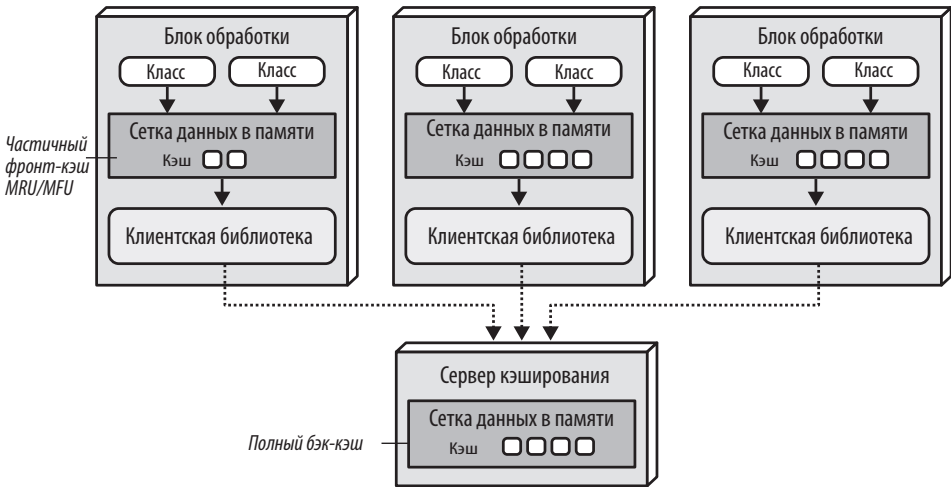 Блок обработки
Класс
Класс
Сетка данных в памяти
Кэш
Клиентская библиотека
Частичный
фронт-кэш
MRU/MFU
Блок обработки
Класс
Класс
Сетка данных в памяти
Кэш
Клиентская библиотека
Блок обработки
Класс
Класс
Сетка данных в памяти
Кэш
Клиентская библиотека
Сервер кэширования
Сетка данных в памяти
Кэш
Полный бэк-кэш